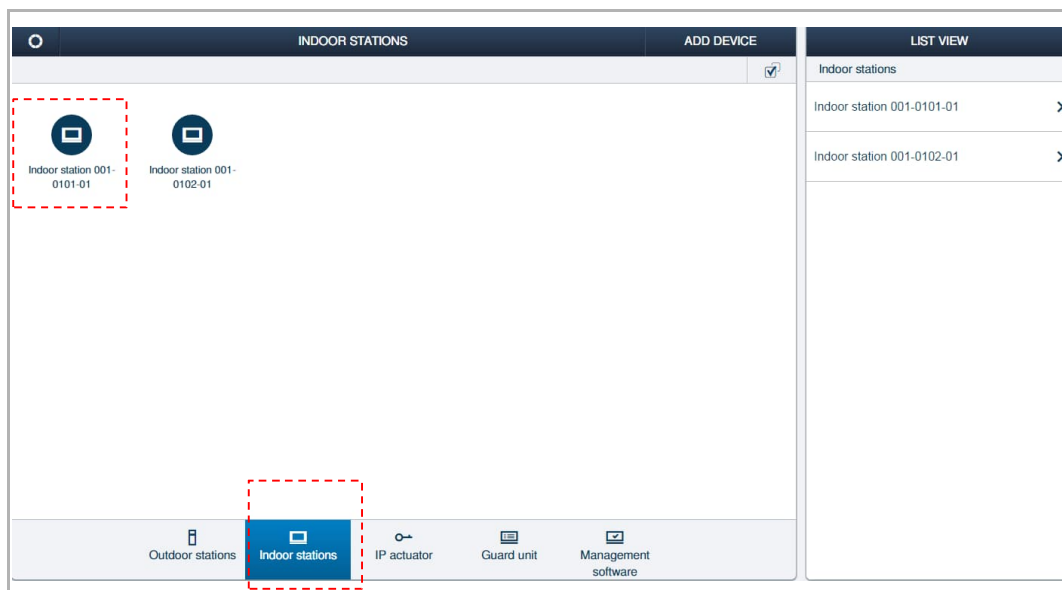 INDOOR STATIONS
ADD DEVICE
LIST VIEW
Indoor stations
Indoor station 001-0101-01
Indoor station 001-0102-01
Indoor station 001-
0101-01
Indoor station 001-
0102-01
Outdoor stations
Indoor stations
IP actuator
Guard unit
Management
software